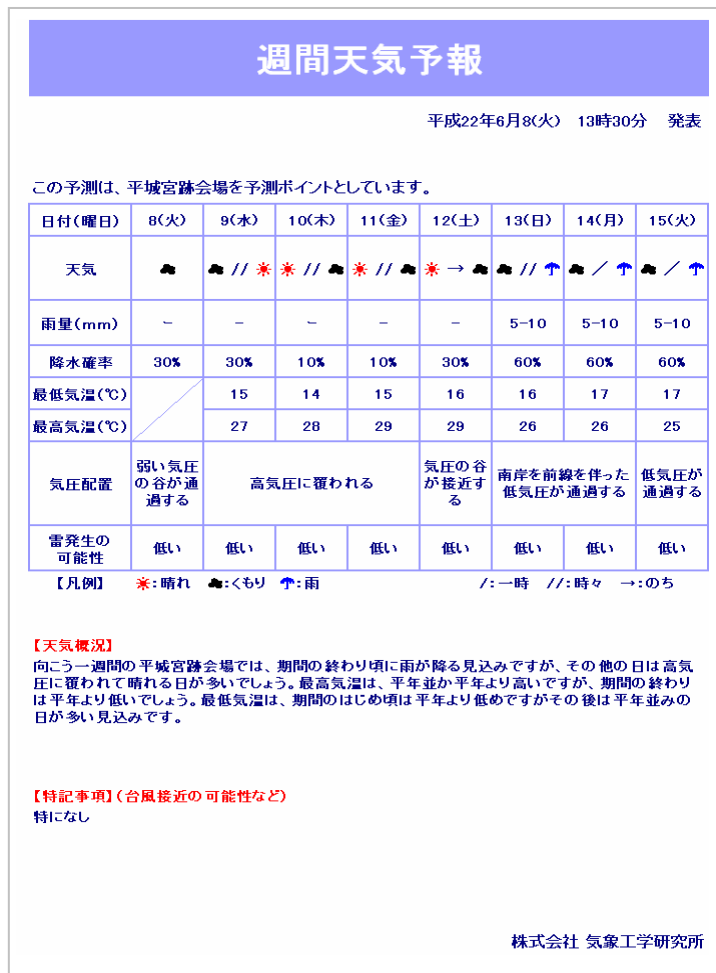 週間天気予報
平成22年6月8(火) 13時30分 発表
この予測は、平城宮跡会場を予測ポイントとしています。
日付(曜日) 8(火) 9(水) 10(木) 11(金) 12(土) 13(日) 14(月) 15(火)
天気 // // // → // ／ ／
雨量(mm) - - - - - 5-10 5-10 5-10
降水確率 30% 30% 10% 10% 30% 60% 60% 60%
最低気温(℃) 15 14 15 16 16 17 17
最高気温(℃) 27 28 29 29 26 26 25
気圧配置 弱い気圧の谷が通過する 高気圧に覆われる 気圧の谷が接近する 南岸を前線を伴った低気圧が通過する 低気圧が通過する
雷発生の可能性 低い 低い 低い 低い 低い 低い 低い 低い
【凡例】 :晴れ :くもり :雨 /:一時 //:時々 →:のち
【天気概況】
向こう一週間の平城宮跡会場では、期間の終わり頃に雨が降る見込みですが、その他の日は高気
圧に覆われて晴れる日が多いでしょう。最高気温は、平年並か平年より高いですが、期間の終わり
は平年より低いでしょう。最低気温は、期間のはじめ頃は平年より低めですがその後は平年並みの
日が多い見込みです。
【特記事項】(台風接近の可能性など)
特になし
株式会社 気象工学研究所